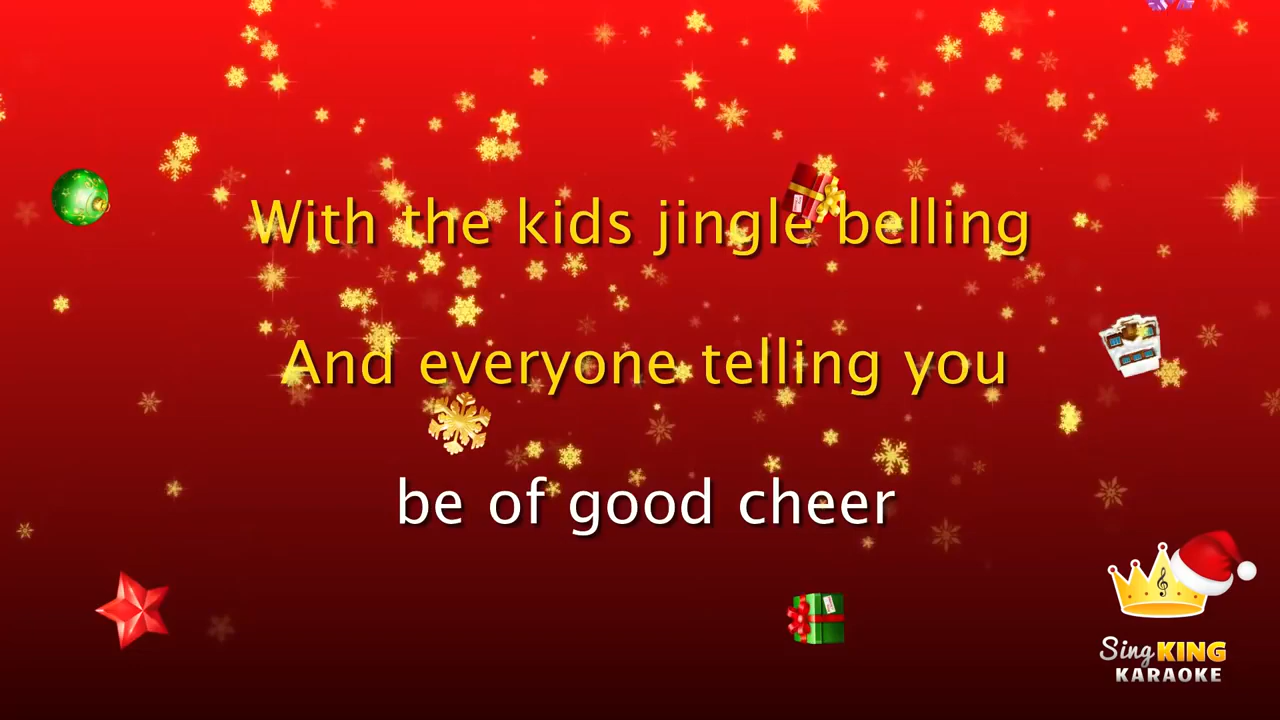 With the kids jingle belling
And everyone telling you
be of good cheer
Sing KING
KARAOKE